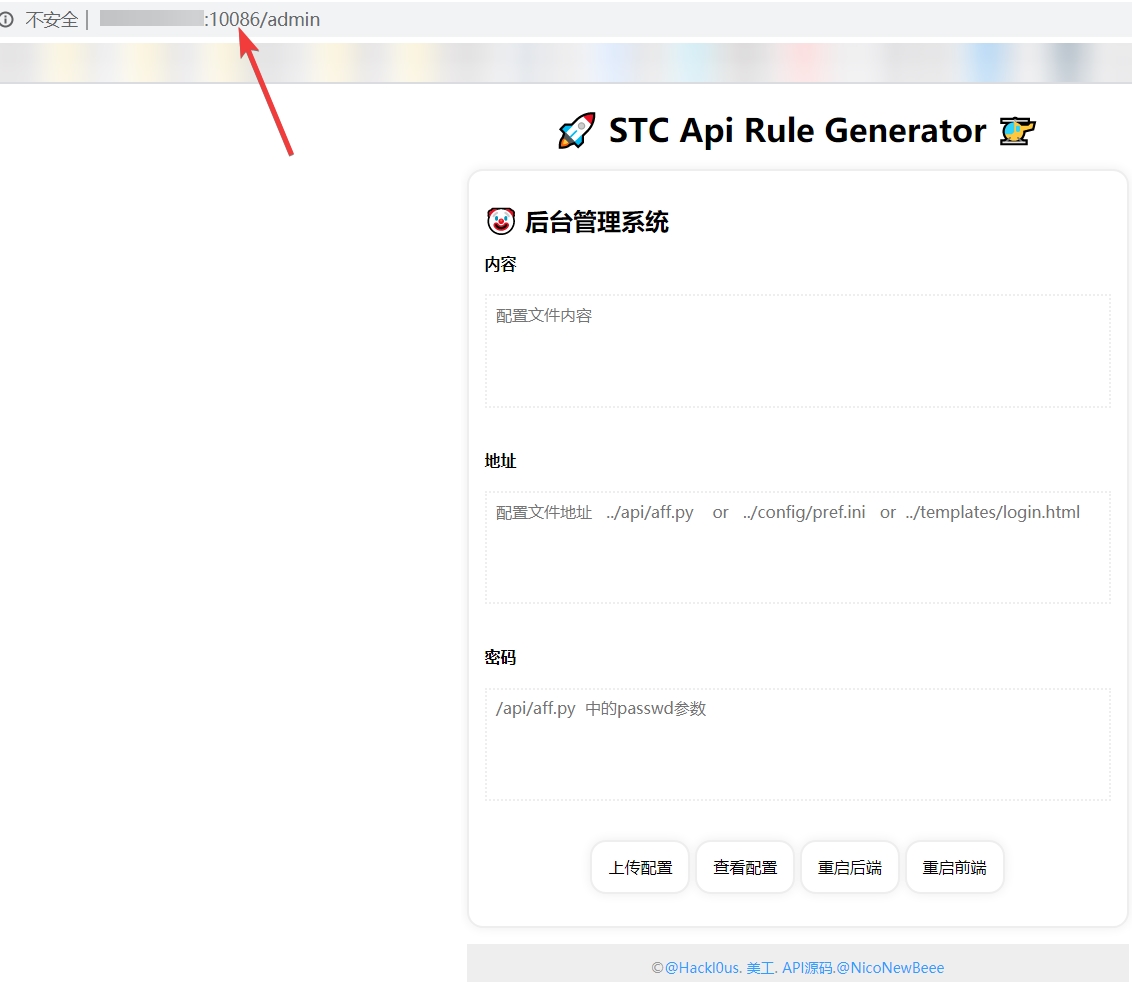 不安全 | :10086/admin
STC Api Rule Generator
后台管理系统
内容
配置文件内容
地址
配置文件地址 ../api/aff.py or ../config/pref.ini or ../templates/login.html
密码
/api/aff.py 中的passwd参数
上传配置 查看配置 重启后端 重启前端
©@Hackl0us. 美工. API源码.@NicoNewBeee